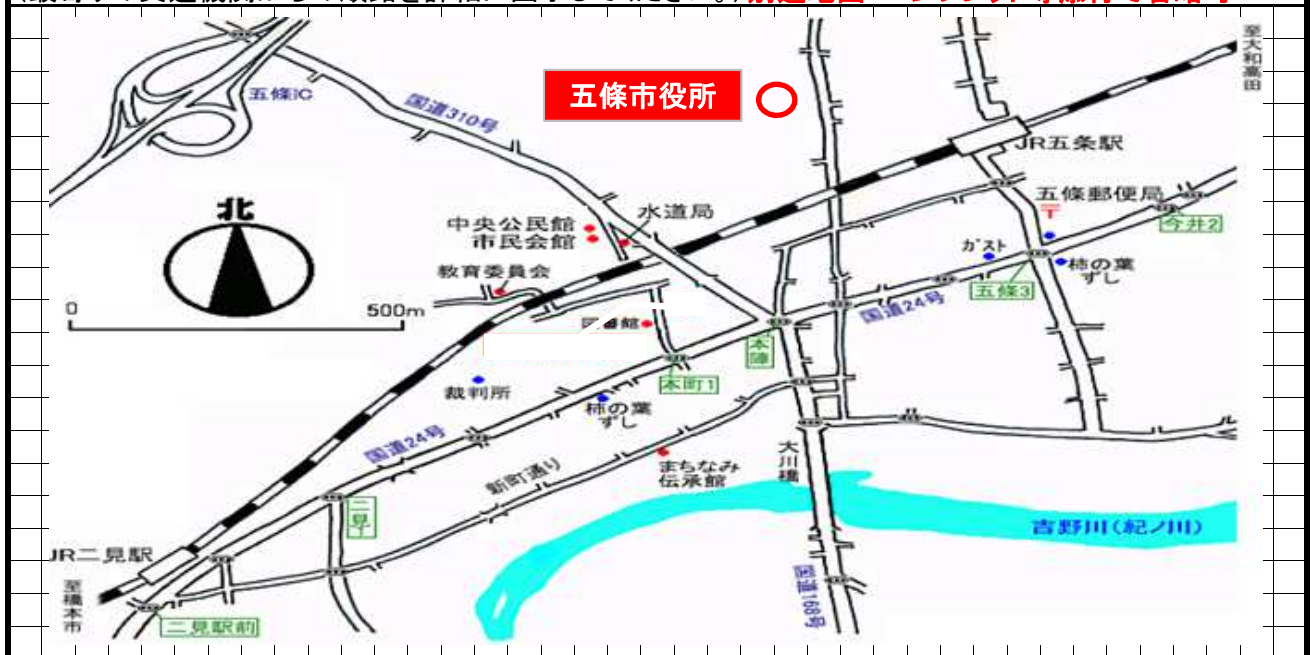 至大和高田
五條IC
国道310号
五條市役所
JR五条駅
北
中央公民館
市民会館
水道局
五條郵便局
〒
今井2
教育委員会
ガスト
柿の葉ずし
五條3
0
500m
国道24号
本陣
本町1
裁判所
柿の葉ずし
国道24号
大川橋
まちなみ
伝承館
新町通り
二見1
吉野川(紀ノ川)
JR二見駅
至橋本市
国道168号
二見駅前